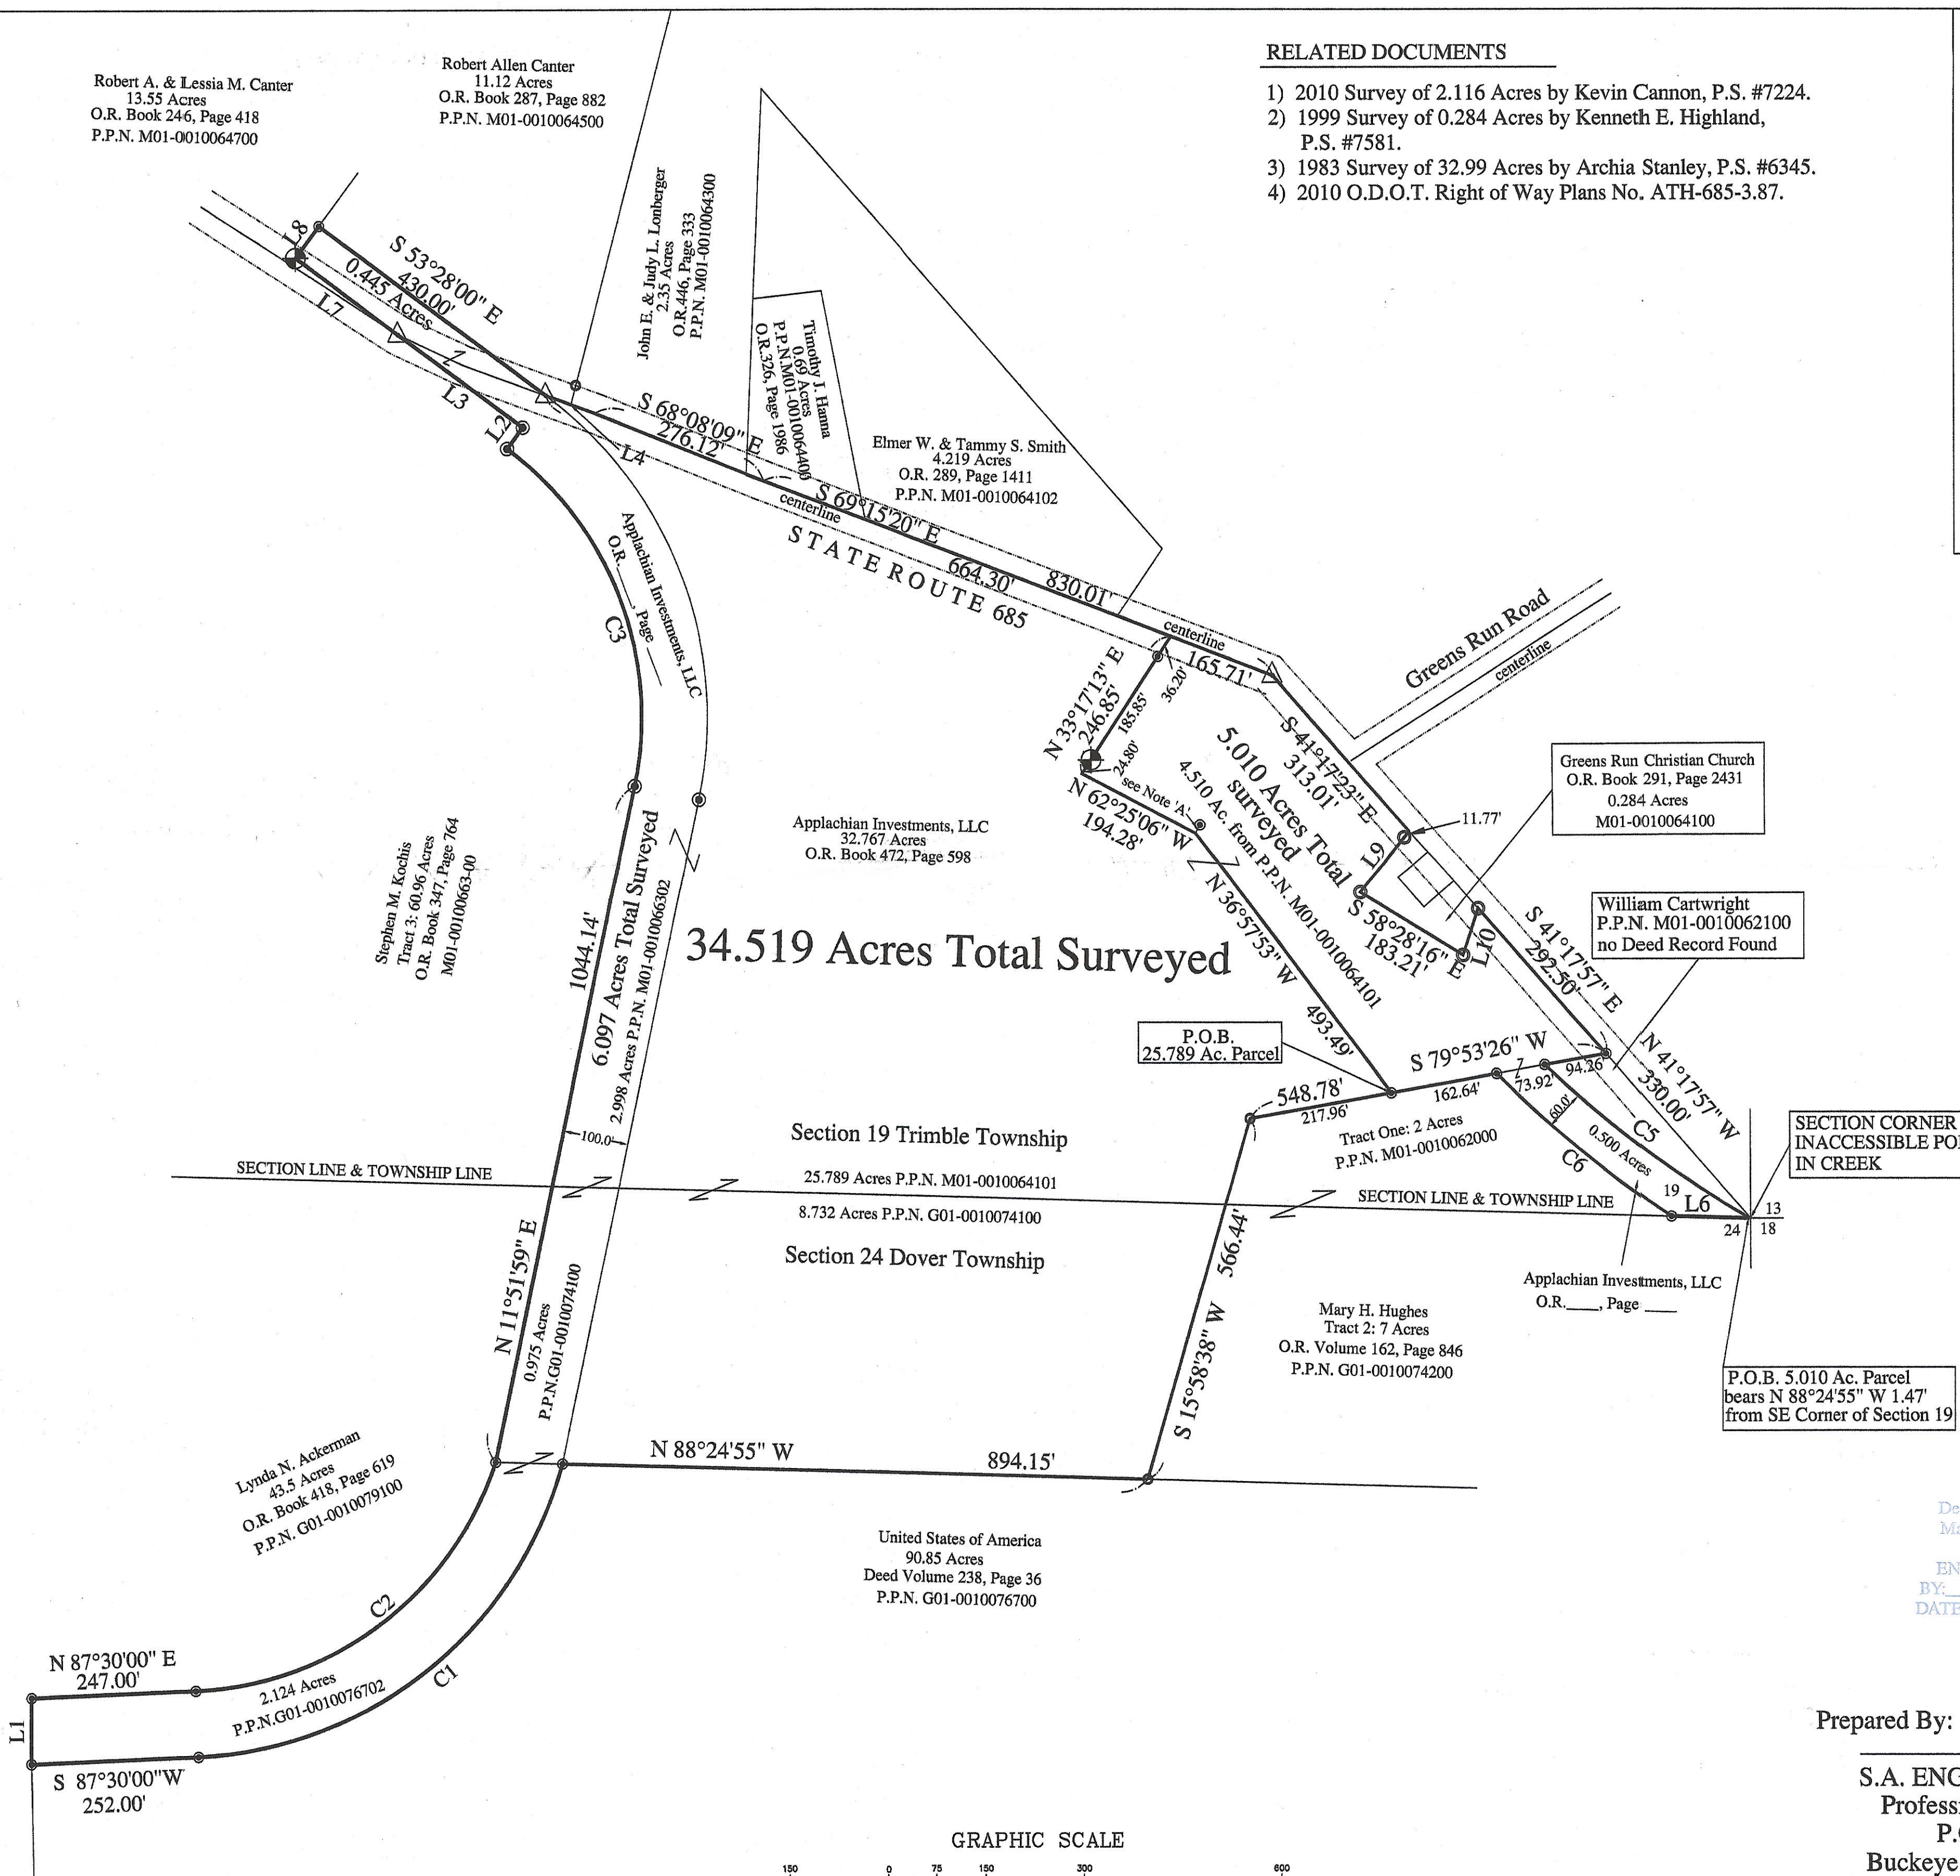 Robert A. & Lessia M. Canter
13.55 Acres
O.R. Book 246, Page 418
P.P.N. M01-0010064700
Robert Allen Canter
11.12 Acres
O.R. Book 287, Page 882
P.P.N. M01-0010064500
RELATED DOCUMENTS
1) 2010 Survey of 2.116 Acres by Kevin Cannon, P.S. #7224.
2) 1999 Survey of 0.284 Acres by Kenneth E. Highland,
P.S. #7581.
3) 1983 Survey of 32.99 Acres by Archia Stanley, P.S. #6345.
4) 2010 O.D.O.T. Right of Way Plans No. ATH-685-3.87.
John E. & Judy L. Lonberger
2.35 Acres
O.R.446, Page 333
P.P.N. M01-0010064300
Timothy J. Hanna
0.69 Acres
P.P.N.M01-0010064400
O.R.326, Page 1986
Elmer W. & Tammy S. Smith
4.219 Acres
O.R. 289, Page 1411
P.P.N. M01-0010064102
L8
S 53°28'00" E
430.00'
0.445 Acres
L7
L3
L2
L4
S 68°08'09" E
276.12'
centerline
S 69°15'20" E
664.30'
830.01'
STATE ROUTE 685
centerline
165.71'
Greens Run Road
centerline
Applachian Investments, LLC
O.R. ____, Page ____
C3
N 33°17'13" E
246.85'
185.85'
36.20'
24.80'
see Note 'A'
N 62°25'06" W
194.28'
S 41°17'23" E
313.01'
5.010 Acres Total
surveyed
4.510 Ac. from P.P.N. M01-0010064101
11.77'
L9
S 58°28'16" E
183.21'
L10
Greens Run Christian Church
O.R. Book 291, Page 2431
0.284 Acres
M01-0010064100
William Cartwright
P.P.N. M01-0010062100
no Deed Record Found
S 41°17'57" E
292.50'
N 41°17'57" W
330.00'
N 36°57'53" W
493.49'
Applachian Investments, LLC
32.767 Acres
O.R. Book 472, Page 598
Stephen M. Kochis
Tract 3: 60.96 Acres
O.R. Book 347, Page 764
M01-00100663-00
34.519 Acres Total Surveyed
1044.14'
6.097 Acres Total Surveyed
2.998 Acres P.P.N. M01-0010066302
100.0'
P.O.B.
25.789 Ac. Parcel
S 79°53'26" W
548.78'
217.96'
162.64'
73.92'
94.26'
Tract One: 2 Acres
P.P.N. M01-0010062000
60.0'
0.500 Acres
C5
C6
SECTION CORNER
INACCESSIBLE
IN CREEK
Section 19 Trimble Township
SECTION LINE & TOWNSHIP LINE
25.789 Acres P.P.N. M01-0010064101
SECTION LINE & TOWNSHIP LINE
19
L6
13
24
18
8.732 Acres P.P.N. G01-0010074100
Section 24 Dover Township
566.44'
S 15°58'38" W
Applachian Investments, LLC
O.R.____, Page ____
Mary H. Hughes
Tract 2: 7 Acres
O.R. Volume 162, Page 846
P.P.N. G01-0010074200
P.O.B. 5.010 Ac. Parcel
bears N 88°24'55" W 1.47'
from SE Corner of Section 19
N 11°51'59" E
0.975 Acres
P.P.N.G01-0010074100
N 88°24'55" W
894.15'
Lynda N. Ackerman
43.5 Acres
O.R. Book 418, Page 619
P.P.N. G01-0010079100
United States of America
90.85 Acres
Deed Volume 238, Page 36
P.P.N. G01-0010076700
C2
C1
N 87°30'00" E
247.00'
2.124 Acres
P.P.N.G01-0010076702
L1
S 87°30'00"W
252.00'
BY:
DATE
Prepared By:
S.A. ENG
Profess
P.
Buckeye
GRAPHIC SCALE
150 0 75 150 300 600